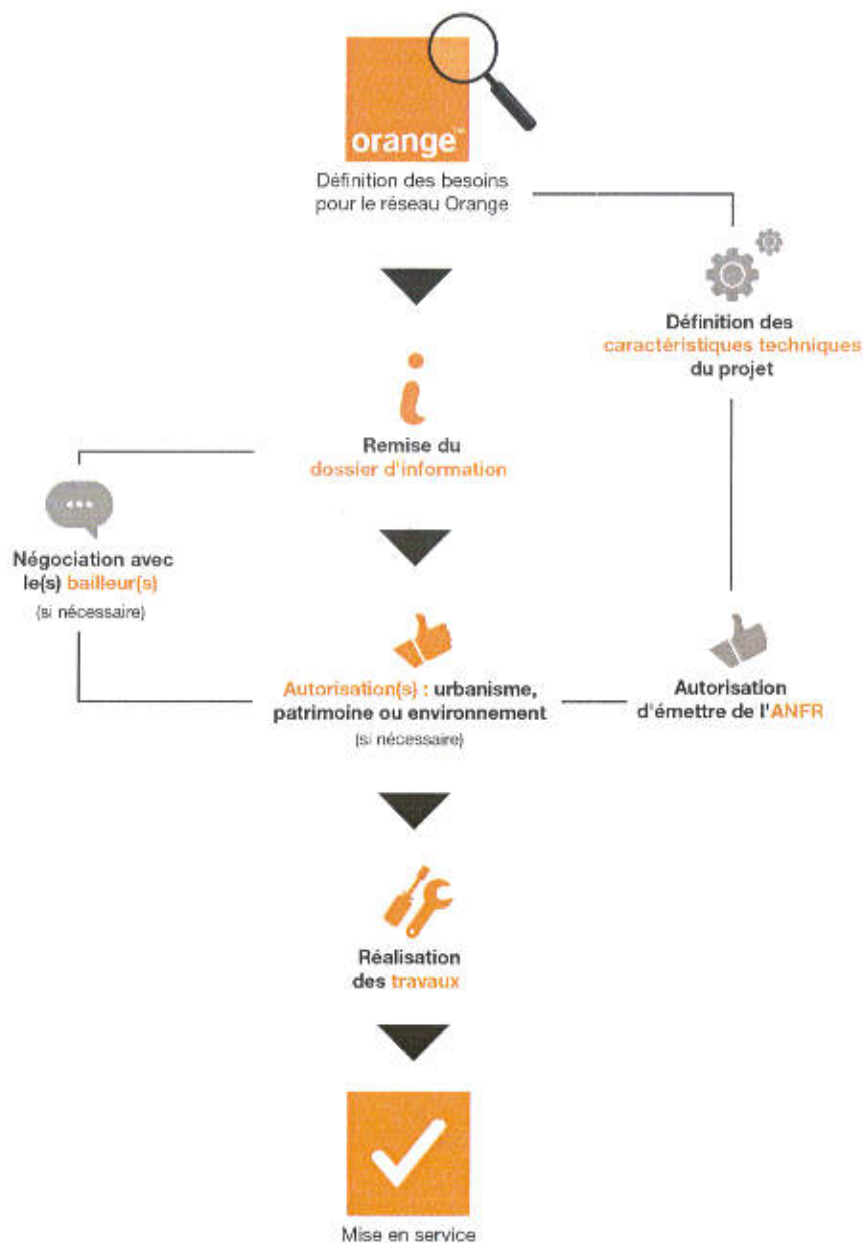 orange™
Définition des besoins
pour le réseau Orange
Définition des
caractéristiques techniques
du projet
Remise du
dossier d'information
Négociation avec
le(s) bailleur(s)
(si nécessaire)
Autorisation(s) : urbanisme,
patrimoine ou environnement
(si nécessaire)
Autorisation
d'émettre de l'ANFR
Réalisation
des travaux
Mise en service